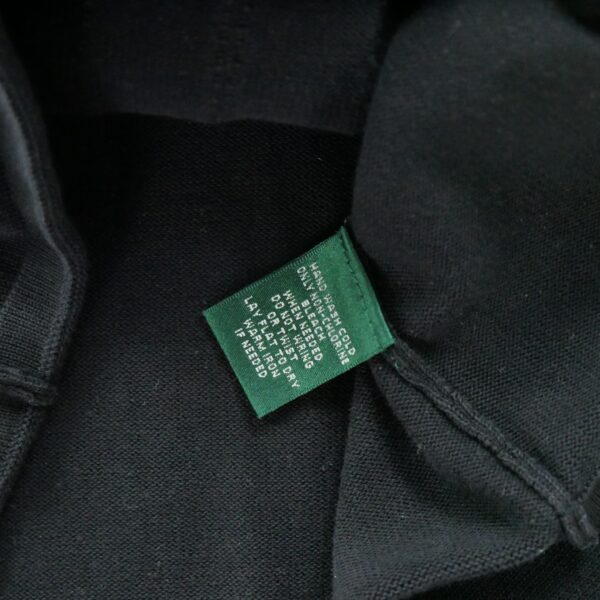 HAND WASH COLD
ONLY NON-CHLORINE
BLEACH
WHEN NEEDED
DO NOT WRING
OR TWIST
LAY FLAT TO DRY
WARM IRON
IF NEEDED